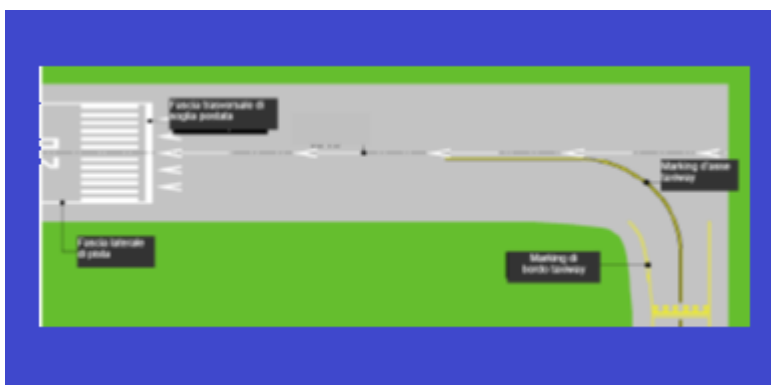 Fascia trasversale di
soglia spostata
Marking d'asse
taxiway
Fascia laterale
di pista
Marking di
bordo taxiway